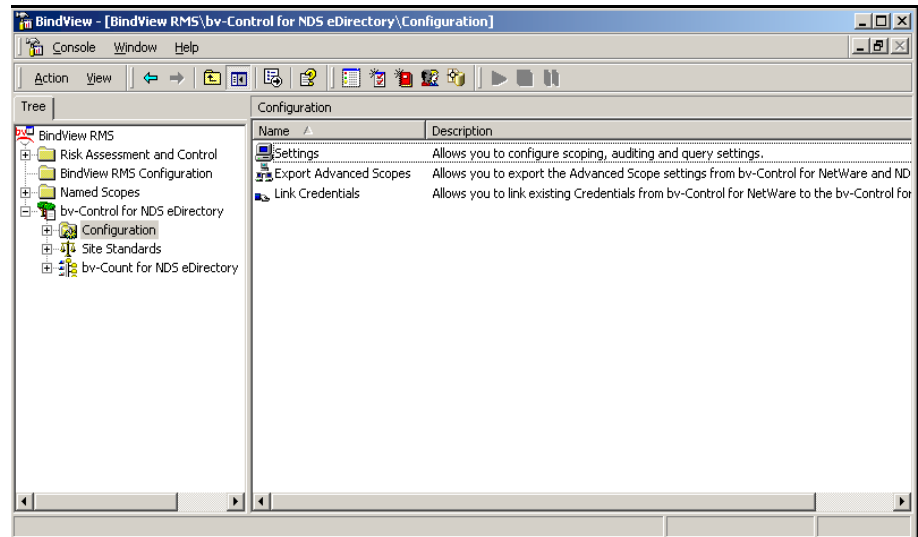 BindView - [BindView RMS\bv-Control for NDS eDirectory\Configuration]
Console Window Help
Action View
Tree
Configuration
Name Description
BindView RMS
Risk Assessment and Control
BindView RMS Configuration
Named Scopes
bv-Control for NDS eDirectory
Configuration
Site Standards
bv-Count for NDS eDirectory
Settings Allows you to configure scoping, auditing and query settings.
Export Advanced Scopes Allows you to export the Advanced Scope settings from bv-Control for NetWare and ND
Link Credentials Allows you to link existing Credentials from bv-Control for NetWare to the bv-Control for